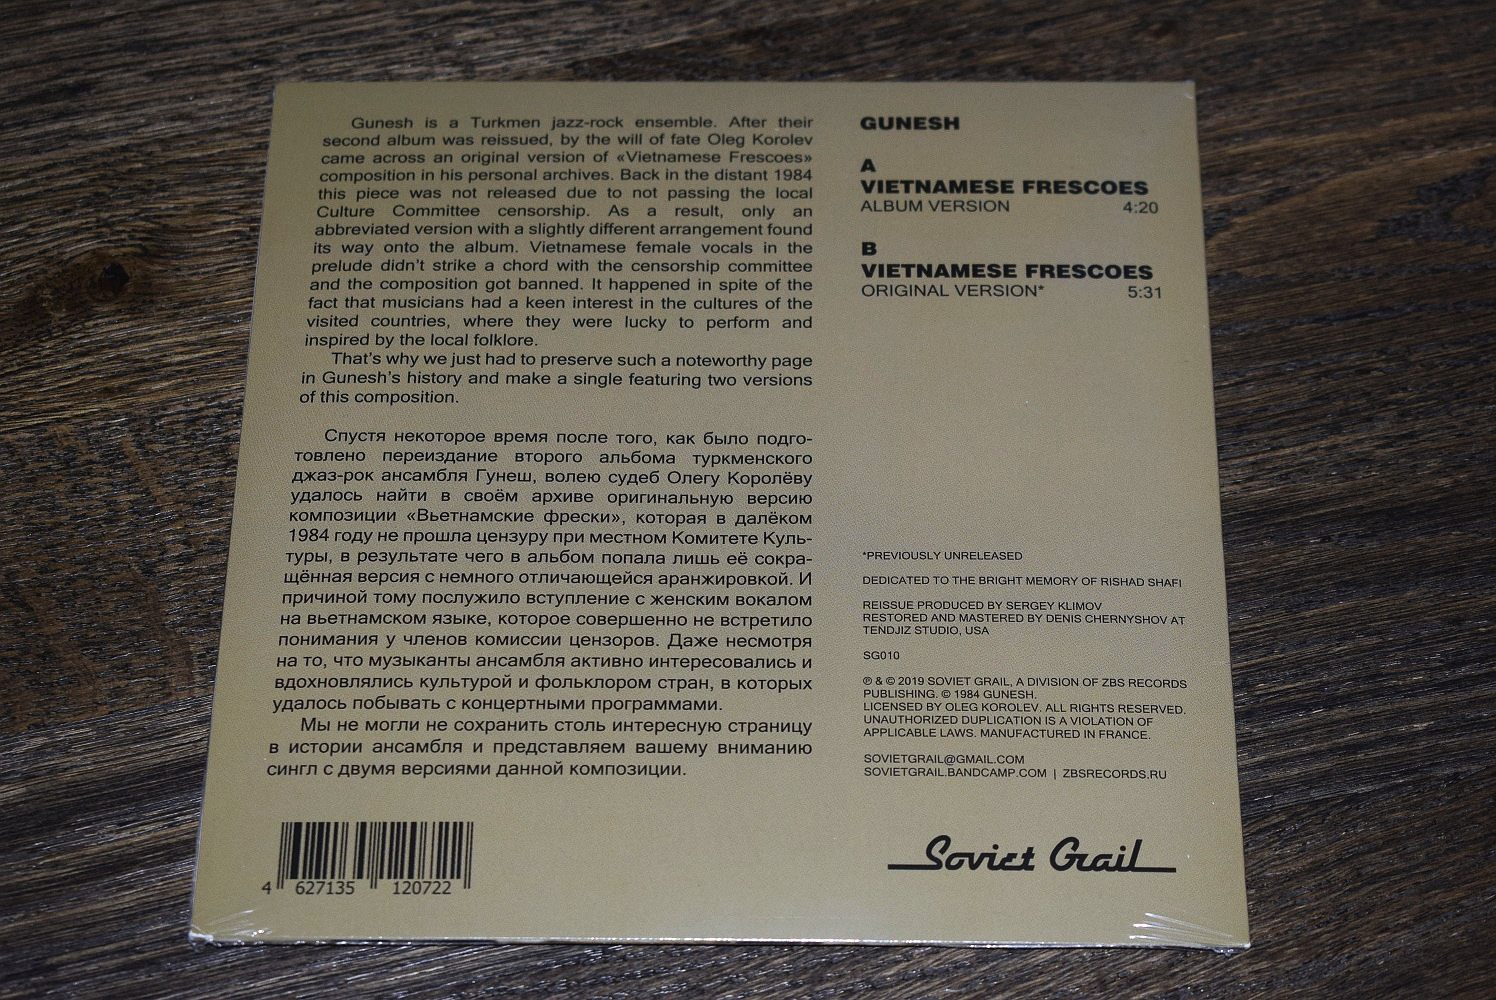 Gunesh is a Turkmen jazz-rock ensemble. After their
second album was reissued, by the will of fate Oleg Korolev
came across an original version of «Vietnamese Frescoes»
composition in his personal archives. Back in the distant 1984
this piece was not released due to not passing the local
Culture Committee censorship. As a result, only an
abbreviated version with a slightly different arrangement found
its way onto the album. Vietnamese female vocals in the
prelude didn't strike a chord with the censorship committee
and the composition got banned. It happened in spite of the
fact that musicians had a keen interest in the cultures of the
visited countries, where they were lucky to perform and
inspired by the local folklore.
That's why we just had to preserve such a noteworthy page
in Gunesh's history and make a single featuring two versions
of this composition.
Спустя некоторое время после того, как было подго-
товлено переиздание второго альбома туркменского
джаз-рок ансамбля Гунеш, волею судеб Олегу Королёву
удалось найти в своём архиве оригинальную версию
композиции «Вьетнамские фрески», которая в далёком
1984 году не прошла цензуру при местном Комитете Куль-
туры, в результате чего в альбом попала лишь её сокра-
щённая версия с немного отличающейся аранжировкой. И
причиной тому послужило вступление с женским вокалом
на вьетнамском языке, которое совершенно не встретило
понимания у членов комиссии цензоров. Даже несмотря
на то, что музыканты ансамбля активно интересовались и
вдохновлялись культурой и фольклором стран, в которых
удалось побывать с концертными программами.
Мы не могли не сохранить столь интересную страницу
в истории ансамбля и представляем вашему вниманию
сингл с двумя версиями данной композиции.
4 627135 120722
GUNESH
A
VIETNAMESE FRESCOES
ALBUM VERSION 4:20
B
VIETNAMESE FRESCOES
ORIGINAL VERSION* 5:31
*PREVIOUSLY UNRELEASED
DEDICATED TO THE BRIGHT MEMORY OF RISHAD SHAFI
REISSUE PRODUCED BY SERGEY KLIMOV
RESTORED AND MASTERED BY DENIS CHERNYSHOV AT
TENDJIZ STUDIO, USA
SG010
℗ & © 2019 SOVIET GRAIL, A DIVISION OF ZBS RECORDS
PUBLISHING. © 1984 GUNESH.
LICENSED BY OLEG KOROLEV. ALL RIGHTS RESERVED.
UNAUTHORIZED DUPLICATION IS A VIOLATION OF
APPLICABLE LAWS. MANUFACTURED IN FRANCE.
SOVIETGRAIL@GMAIL.COM
SOVIETGRAIL.BANDCAMP.COM | ZBSRECORDS.RU
Soviet Grail